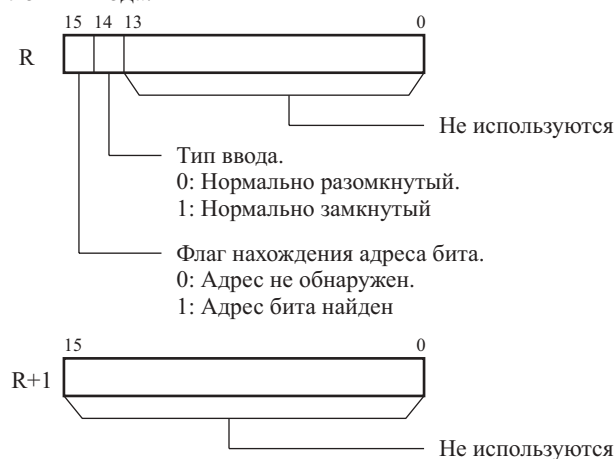 15 14 13 0
R
Не используются
Тип ввода.
0: Нормально разомкнутый.
1: Нормально замкнутый
Флаг нахождения адреса бита.
0: Адрес не обнаружен.
1: Адрес бита найден
15 0
R+1
Не используются